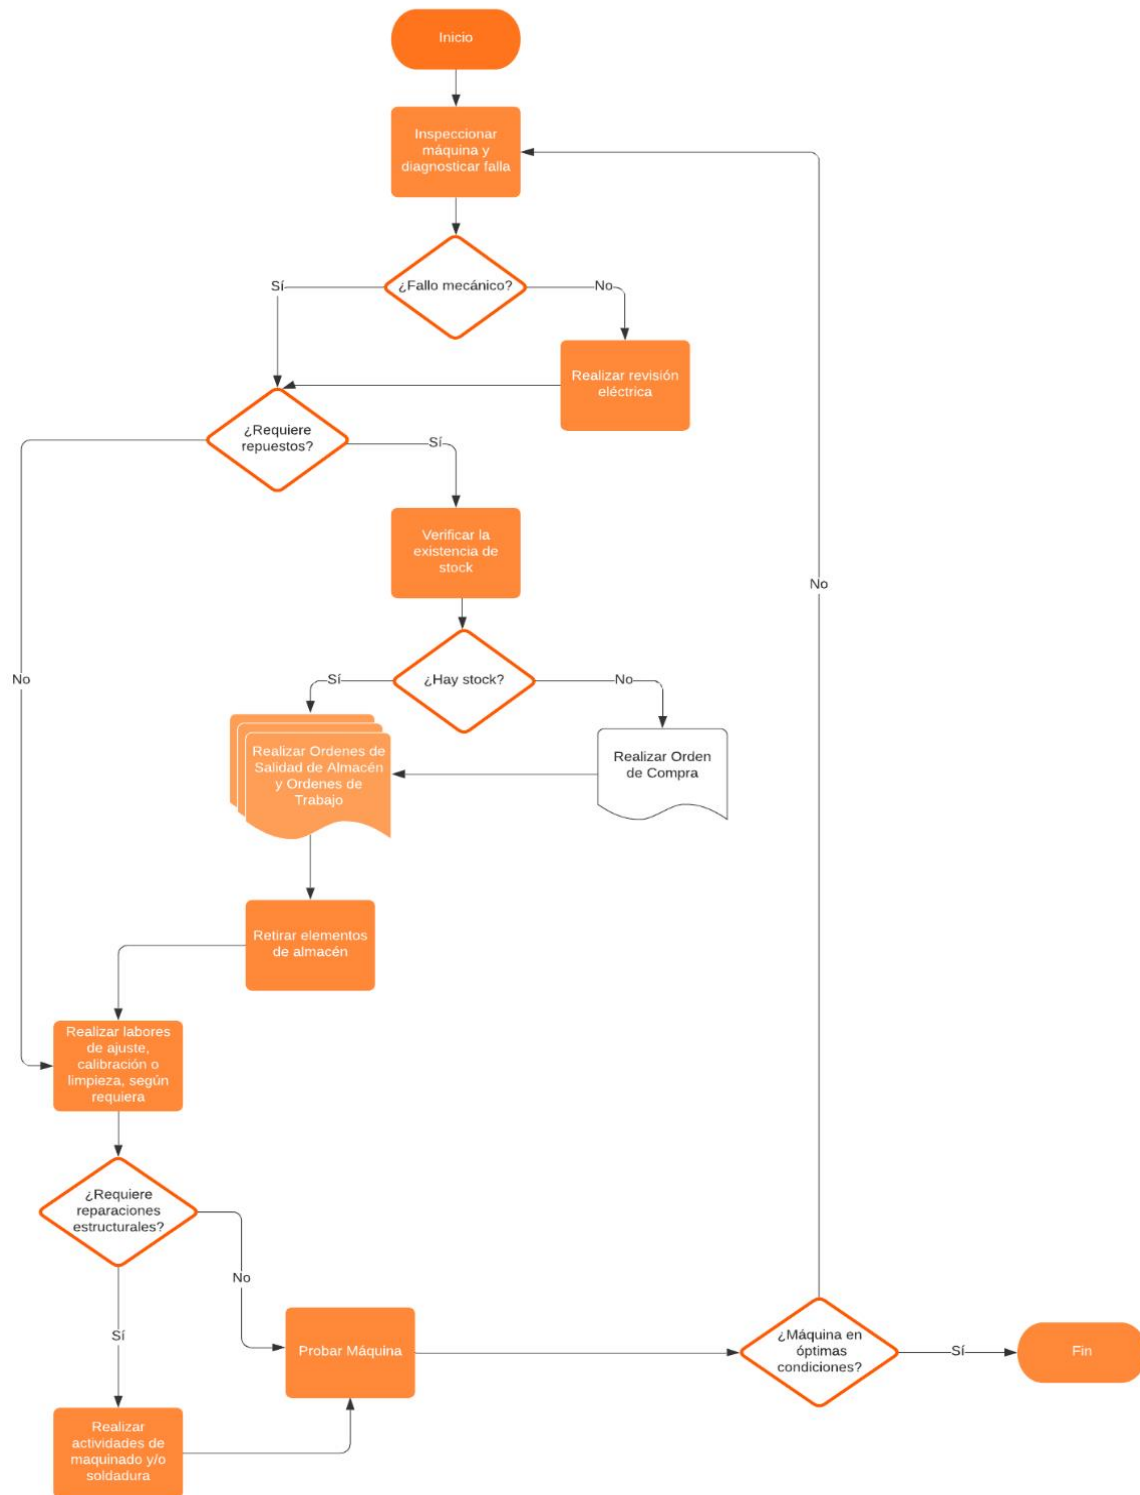 Inicio
Inspeccionar
máquina y
diagnosticar falla
¿Fallo mecánico?
Sí
No
Realizar revisión
eléctrica
¿Requiere
repuestos?
Sí
No
Verificar la
existencia de
stock
¿Hay stock?
Sí
No
Realizar Ordenes de
Salidad de Almacén
y Ordenes de
Trabajo
Realizar Orden
de Compra
Retirar elementos
de almacén
Realizar labores
de ajuste,
calibración o
limpieza, según
requiera
¿Requiere
reparaciones
estructurales?
No
Sí
Probar Máquina
Realizar
actividades de
maquinado y/o
soldadura
¿Máquina en
óptimas
condiciones?
No
Sí
Fin